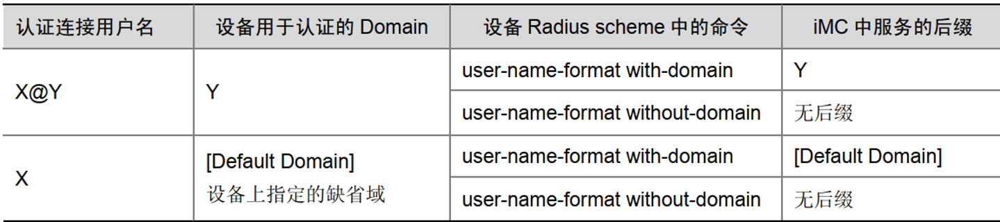 认证连接用户名 设备用于认证的 Domain 设备 Radius scheme 中的命令 iMC 中服务的后缀
X@Y Y user-name-format with-domain Y
user-name-format without-domain 无后缀
X [Default Domain] user-name-format with-domain [Default Domain]
设备上指定的缺省域 user-name-format without-domain 无后缀